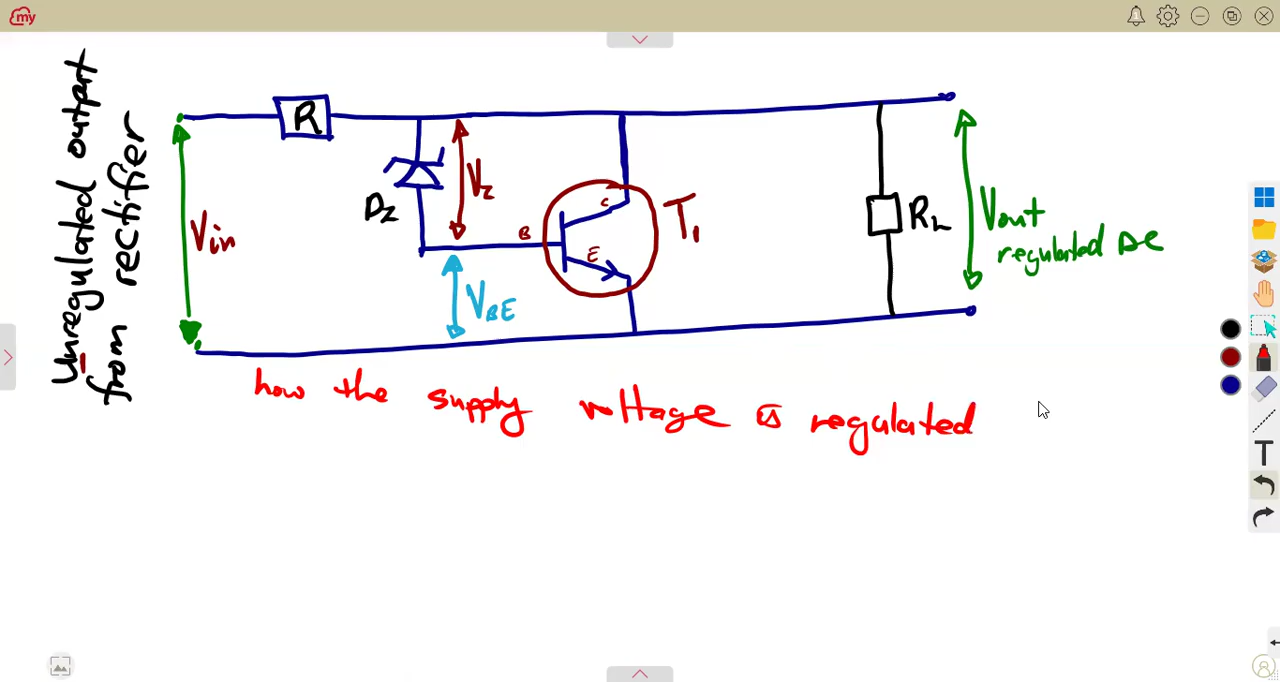 my
Unregulated output
from rectifier
R
Vz
Dz
Vin
B
C
E
T1
VBE
RL
Vout
regulated DC
how the supply voltage is regulated
T